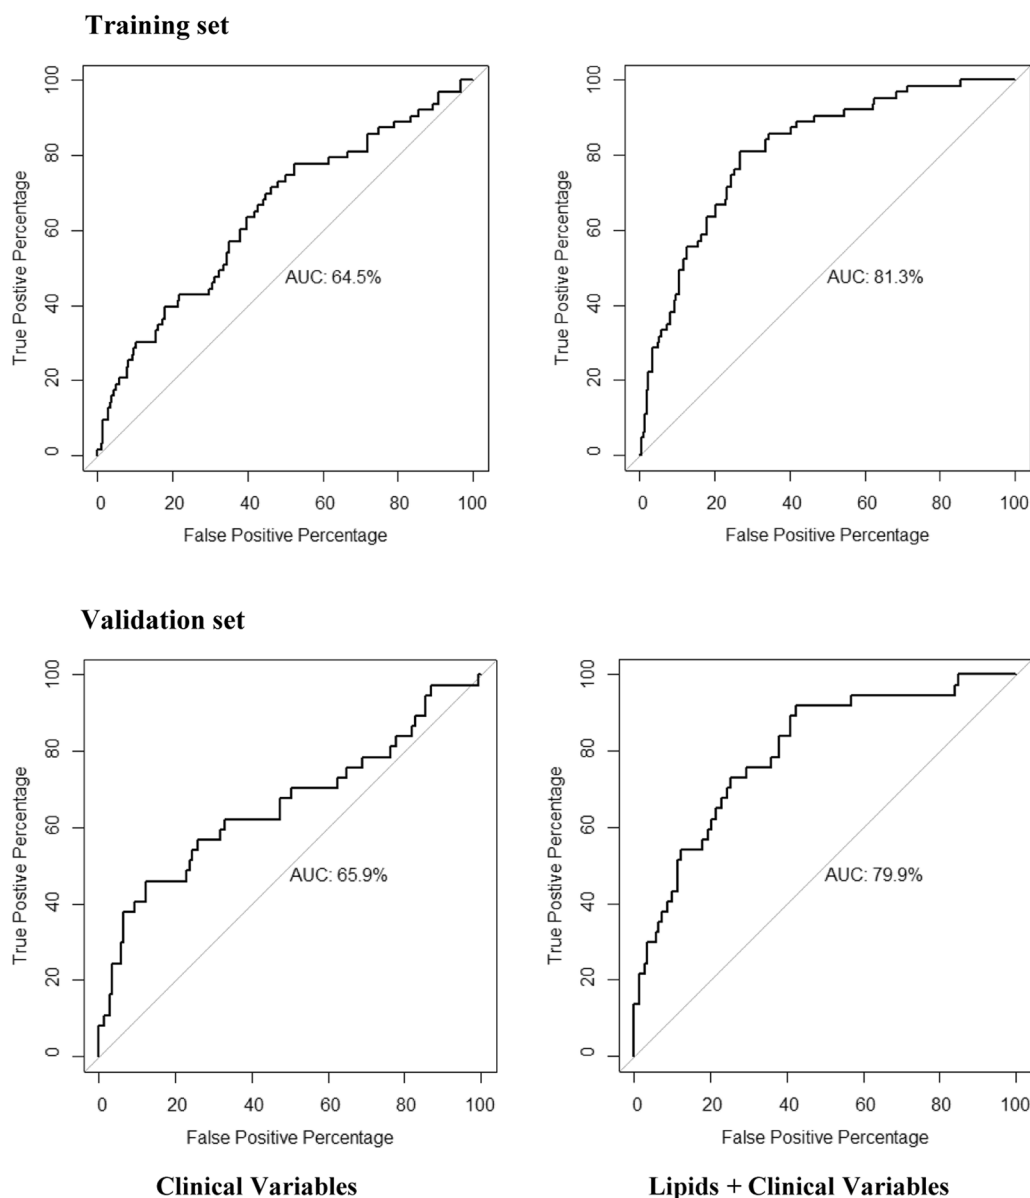 Training set
True Postive Percentage
0 20 40 60 80 100
AUC: 64.5%
0 20 40 60 80 100
False Positive Percentage
True Postive Percentage
0 20 40 60 80 100
AUC: 81.3%
0 20 40 60 80 100
False Positive Percentage
Validation set
True Postive Percentage
0 20 40 60 80 100
AUC: 65.9%
0 20 40 60 80 100
False Positive Percentage
True Postive Percentage
0 20 40 60 80 100
AUC: 79.9%
0 20 40 60 80 100
False Positive Percentage
Clinical Variables
Lipids + Clinical Variables